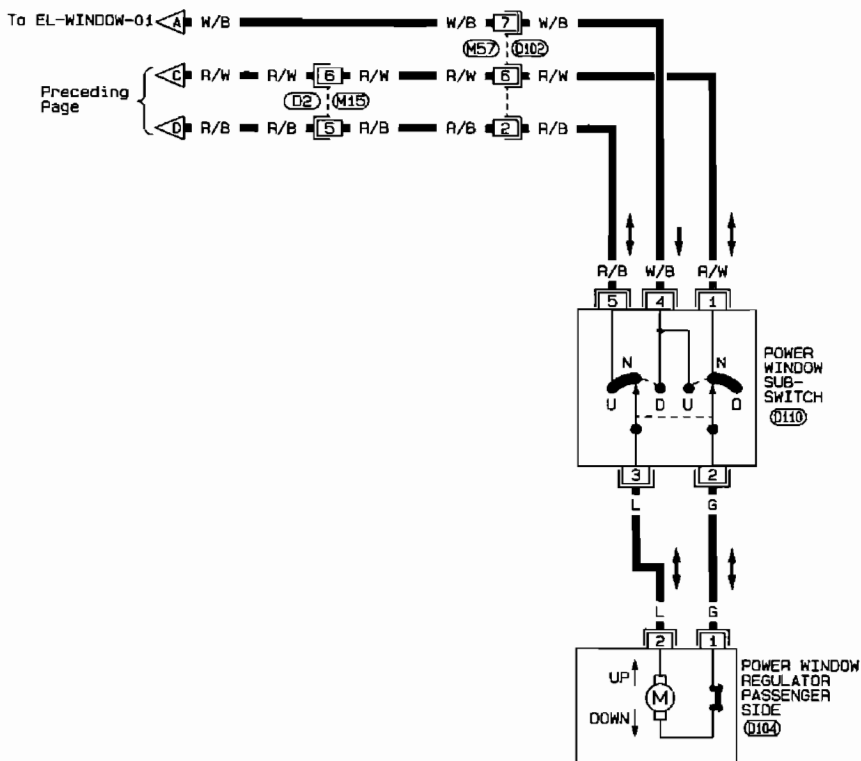 To EL-WINDOW-01 A W/B W/B 7 W/B
M57 D102
Preceding Page
C R/W R/W 6 R/W R/W 6 R/W
D2 M15
D R/B R/B 5 R/B R/B 2 R/B
R/B W/B R/W
5 4 1
N N
U D U D
POWER
WINDOW
SUB-
SWITCH
D110
3 2
L G
L G
2 1
UP
M
DOWN
POWER WINDOW
REGULATOR
PASSENGER
SIDE
D104